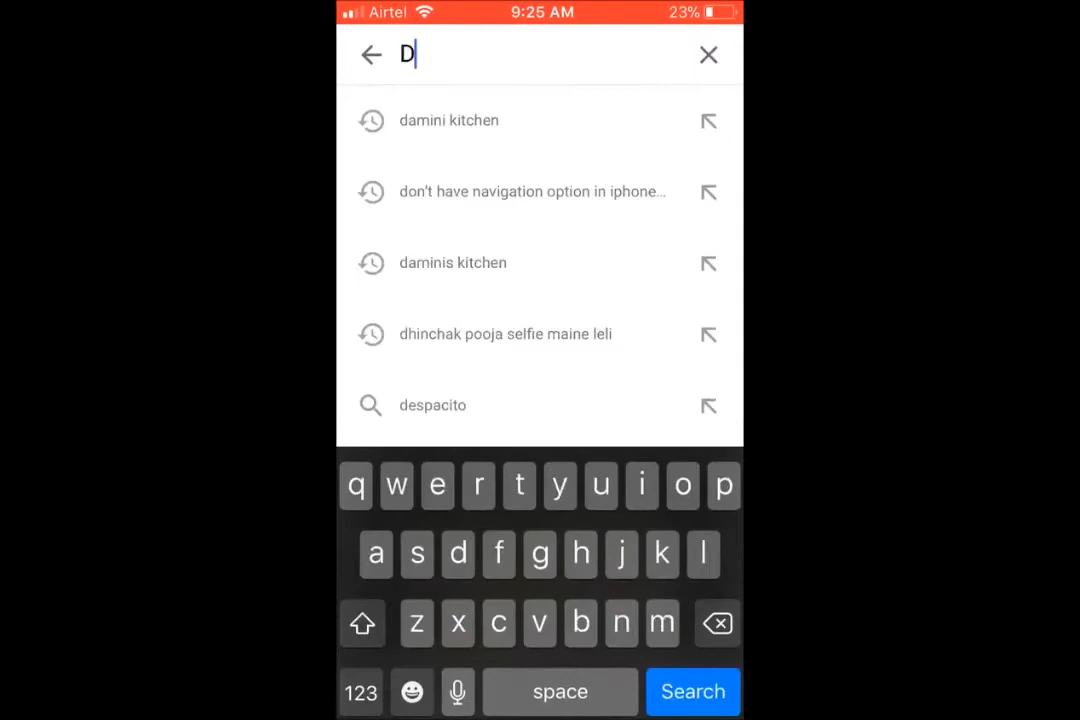 Airtel 9:25 AM 23%
D
damini kitchen
don't have navigation option in iphone...
daminis kitchen
dhinchak pooja selfie maine leli
despacito
q w e r t y u i o p
a s d f g h j k l
z x c v b n m
123 space Search